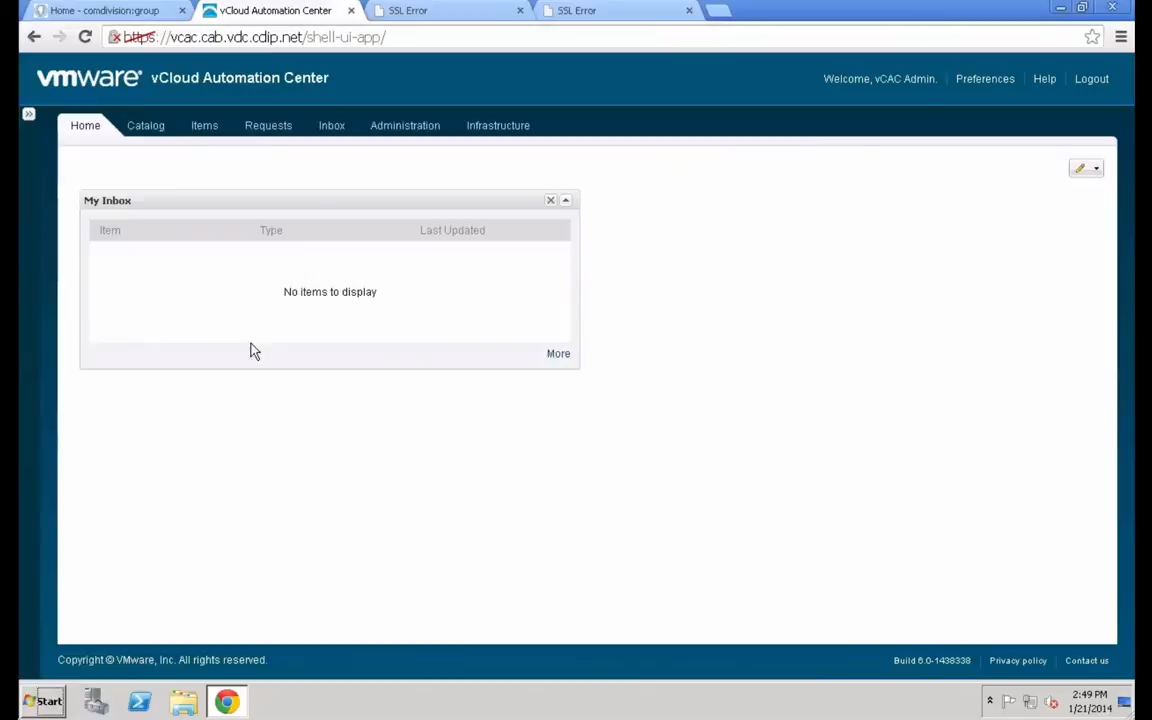 Home - comdivision:group
vCloud Automation Center
SSL Error
SSL Error
https://vcac.cab.vdc.cdip.net/shell-ui-app/
vmware® vCloud Automation Center
Welcome, vCAC Admin. Preferences Help Logout
Home Catalog Items Requests Inbox Administration Infrastructure
My Inbox
Item Type Last Updated
No items to display
More
Copyright © VMware, Inc. All rights reserved.
Build 6.0-1438338 Privacy policy Contact us
Start
2:49 PM
1/21/2014